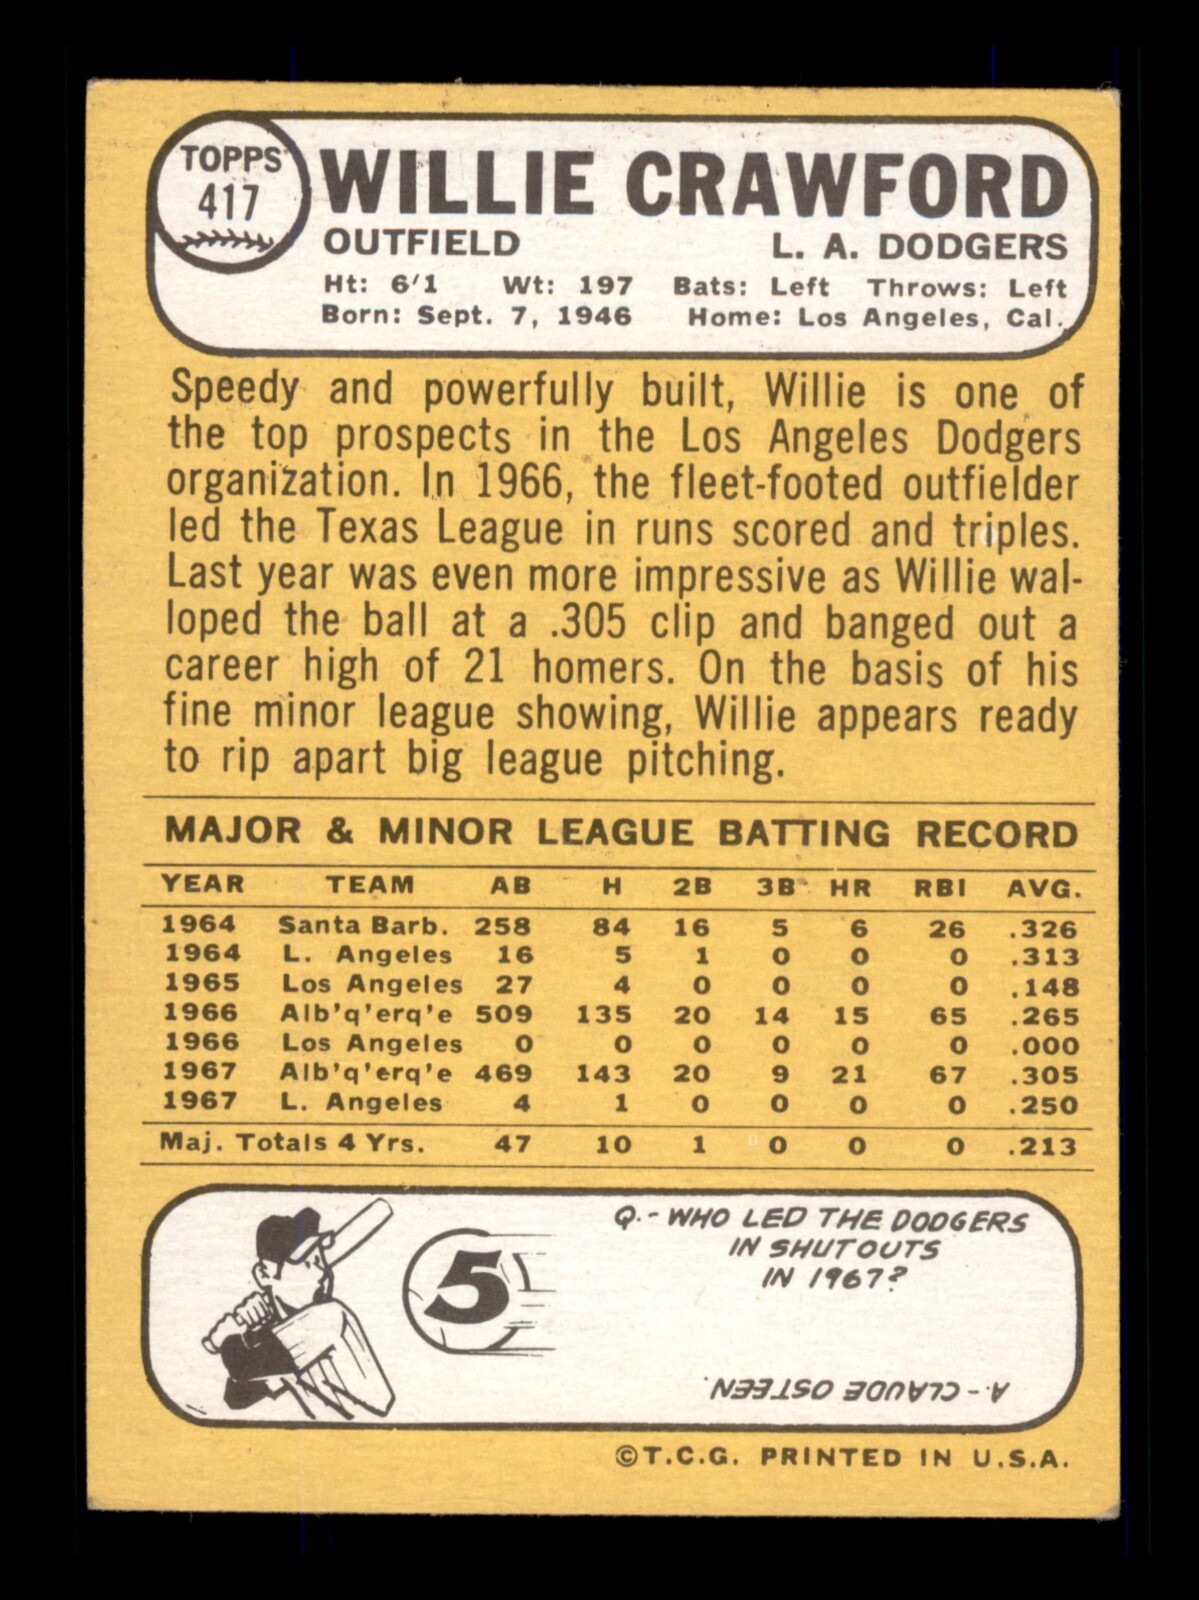 TOPPS
417
WILLIE CRAWFORD
OUTFIELD L. A. DODGERS
Ht: 6'1 Wt: 197 Bats: Left Throws: Left
Born: Sept. 7, 1946 Home: Los Angeles, Cal.
Speedy and powerfully built, Willie is one of
the top prospects in the Los Angeles Dodgers
organization. In 1966, the fleet-footed outfielder
led the Texas League in runs scored and triples.
Last year was even more impressive as Willie wal-
loped the ball at a .305 clip and banged out a
career high of 21 homers. On the basis of his
fine minor league showing, Willie appears ready
to rip apart big league pitching.
MAJOR & MINOR LEAGUE BATTING RECORD
YEAR TEAM AB H 2B 3B HR RBI AVG.
1964 Santa Barb. 258 84 16 5 6 26 .326
1964 L. Angeles 16 5 1 0 0 0 .313
1965 Los Angeles 27 4 0 0 0 0 .148
1966 Alb'q'erq'e 509 135 20 14 15 65 .265
1966 Los Angeles 0 0 0 0 0 0 .000
1967 Alb'q'erq'e 469 143 20 9 21 67 .305
1967 L. Angeles 4 1 0 0 0 0 .250
Maj. Totals 4 Yrs. 47 10 1 0 0 0 .213
5
Q.- WHO LED THE DODGERS
IN SHUTOUTS
IN 1967?
A.- CLAUDE OSTEEN.
©T.C.G. PRINTED IN U.S.A.